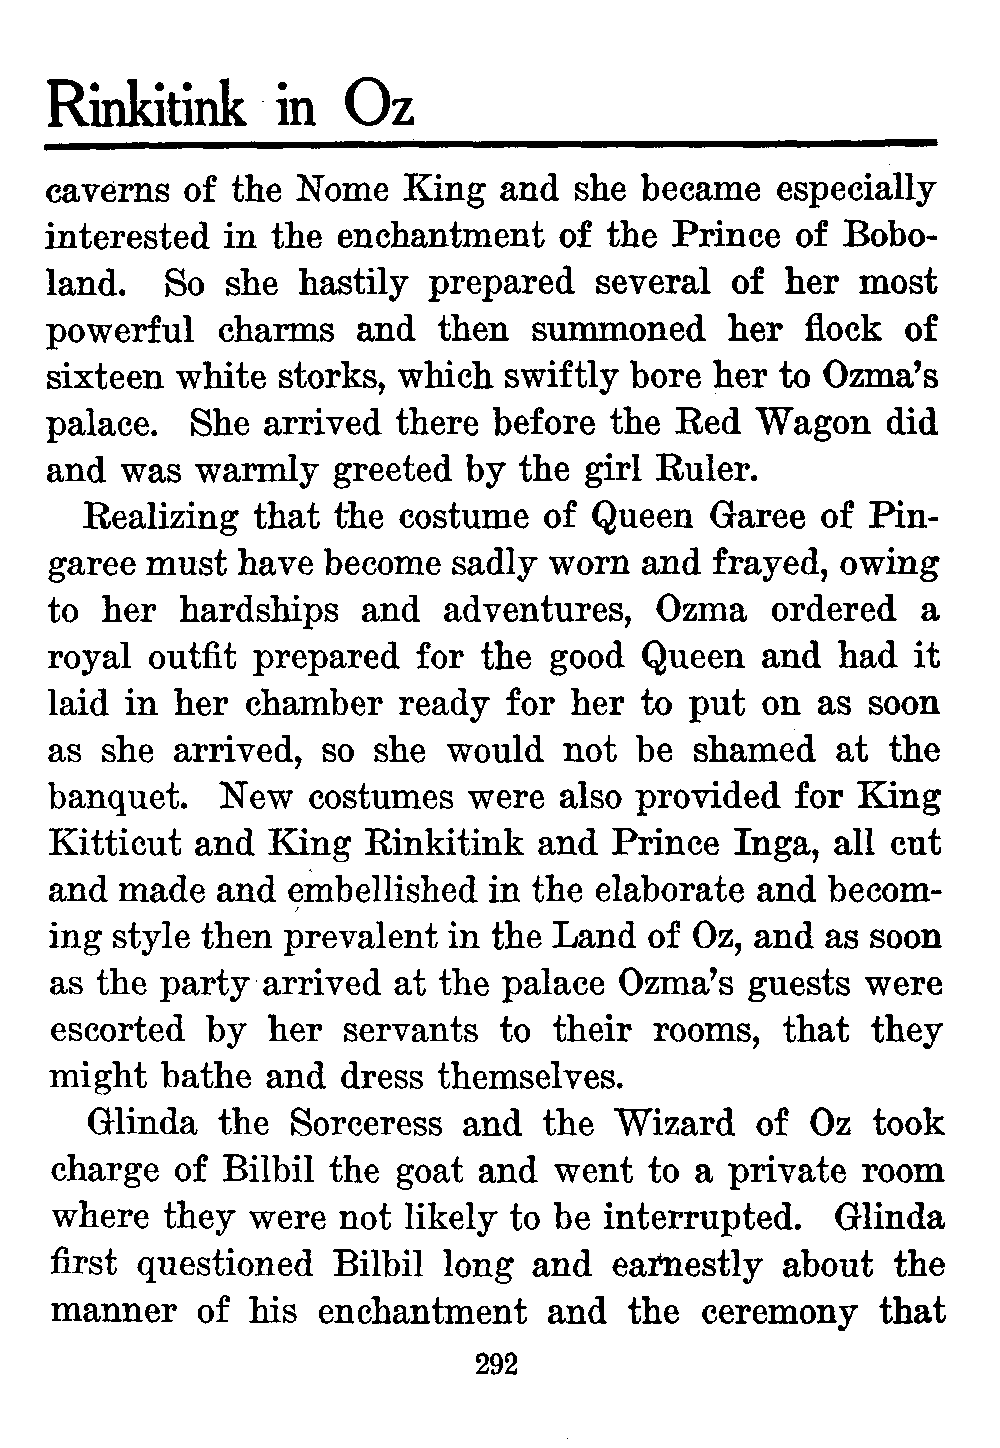 Rinkitink in Oz
caverns of the Nome King and she became especially
interested in the enchantment of the Prince of Bobo-
land. So she hastily prepared several of her most
powerful charms and then summoned her flock of
sixteen white storks, which swiftly bore her to Ozma's
palace. She arrived there before the Red Wagon did
and was warmly greeted by the girl Ruler.
Realizing that the costume of Queen Garee of Pin-
garee must have become sadly worn and frayed, owing
to her hardships and adventures, Ozma ordered a
royal outfit prepared for the good Queen and had it
laid in her chamber ready for her to put on as soon
as she arrived, so she would not be shamed at the
banquet. New costumes were also provided for King
Kitticut and King Rinkitink and Prince Inga, all cut
and made and embellished in the elaborate and becom-
ing style then prevalent in the Land of Oz, and as soon
as the party arrived at the palace Ozma's guests were
escorted by her servants to their rooms, that they
might bathe and dress themselves.
Glinda the Sorceress and the Wizard of Oz took
charge of Bilbil the goat and went to a private room
where they were not likely to be interrupted. Glinda
first questioned Bilbil long and earnestly about the
manner of his enchantment and the ceremony that
292